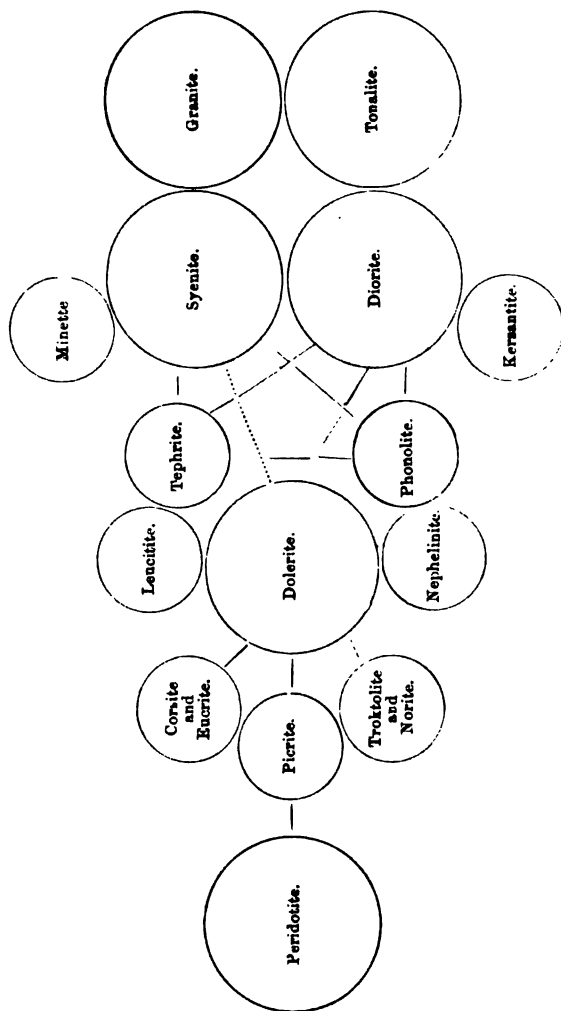 Minette
Leucitite.
Corsite
and
Eucrite.
Tephrite.
Syenite.
Granite.
Peridotite.
Picrite.
Dolerite.
Troktolite
and
Norite.
Diorite.
Tonalite.
Phonolite.
Nephelinite.
Kersantite.